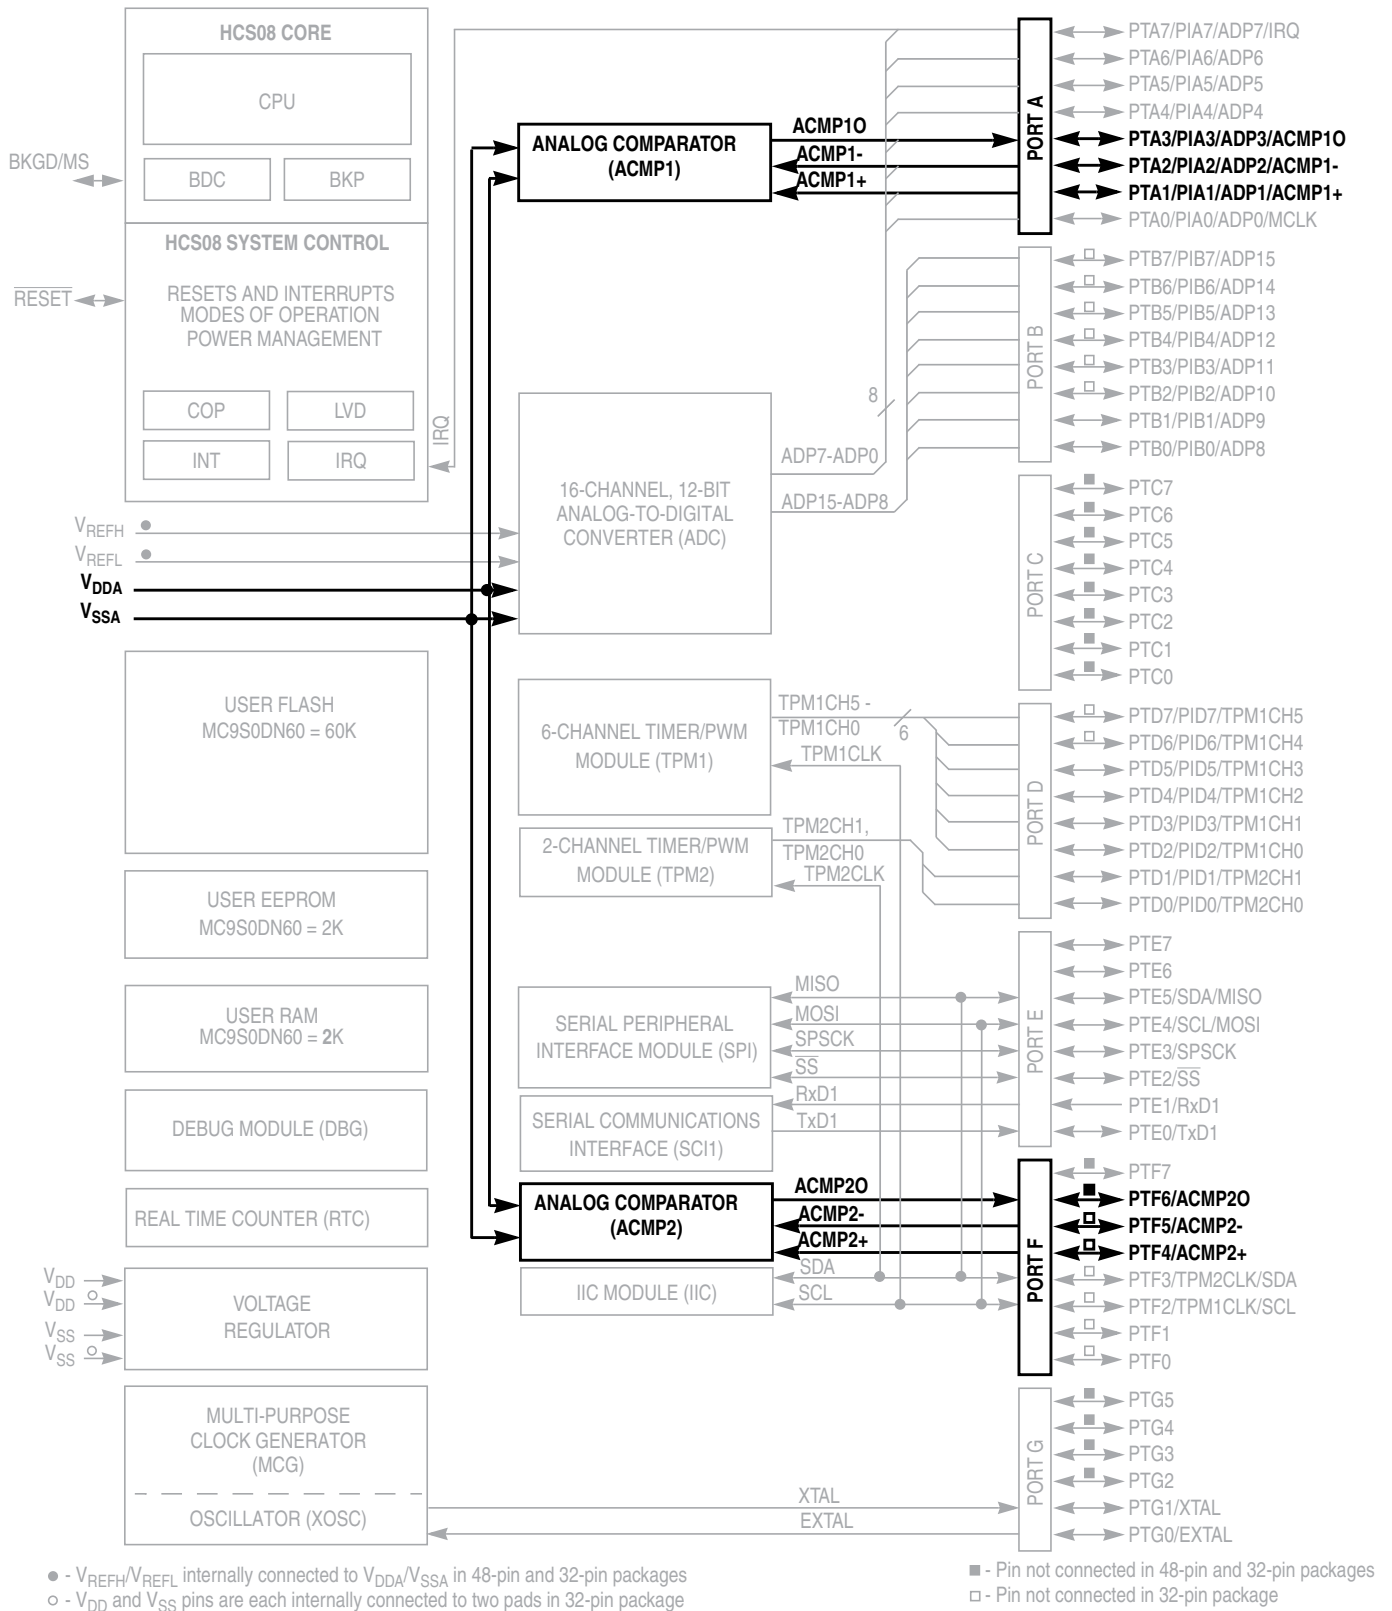 HCS08 CORE
CPU
BDC
BKP
BKGD/MS
HCS08 SYSTEM CONTROL
RESETS AND INTERRUPTS
MODES OF OPERATION
POWER MANAGEMENT
RESET
COP
LVD
INT
IRQ
IRQ
VREFH
VREFL
VDDA
VSSA
USER FLASH
MC9S0DN60 = 60K
USER EEPROM
MC9S0DN60 = 2K
USER RAM
MC9S0DN60 = 2K
DEBUG MODULE (DBG)
REAL TIME COUNTER (RTC)
VDD
VDD
VSS
VSS
VOLTAGE
REGULATOR
MULTI-PURPOSE
CLOCK GENERATOR
(MCG)
OSCILLATOR (XOSC)
ANALOG COMPARATOR
(ACMP1)
ACMP1O
ACMP1-
ACMP1+
8
ADP7-ADP0
ADP15-ADP8
16-CHANNEL, 12-BIT
ANALOG-TO-DIGITAL
CONVERTER (ADC)
6-CHANNEL TIMER/PWM
MODULE (TPM1)
TPM1CH5 -
TPM1CH0
6
TPM1CLK
2-CHANNEL TIMER/PWM
MODULE (TPM2)
TPM2CH1,
TPM2CH0
TPM2CLK
SERIAL PERIPHERAL
INTERFACE MODULE (SPI)
MISO
MOSI
SPSCK
SS
SERIAL COMMUNICATIONS
INTERFACE (SCI1)
RxD1
TxD1
ANALOG COMPARATOR
(ACMP2)
ACMP2O
ACMP2-
ACMP2+
IIC MODULE (IIC)
SDA
SCL
XTAL
EXTAL
PORT A
PTA7/PIA7/ADP7/IRQ
PTA6/PIA6/ADP6
PTA5/PIA5/ADP5
PTA4/PIA4/ADP4
PTA3/PIA3/ADP3/ACMP1O
PTA2/PIA2/ADP2/ACMP1-
PTA1/PIA1/ADP1/ACMP1+
PTA0/PIA0/ADP0/MCLK
PORT B
PTB7/PIB7/ADP15
PTB6/PIB6/ADP14
PTB5/PIB5/ADP13
PTB4/PIB4/ADP12
PTB3/PIB3/ADP11
PTB2/PIB2/ADP10
PTB1/PIB1/ADP9
PTB0/PIB0/ADP8
PORT C
PTC7
PTC6
PTC5
PTC4
PTC3
PTC2
PTC1
PTC0
PORT D
PTD7/PID7/TPM1CH5
PTD6/PID6/TPM1CH4
PTD5/PID5/TPM1CH3
PTD4/PID4/TPM1CH2
PTD3/PID3/TPM1CH1
PTD2/PID2/TPM1CH0
PTD1/PID1/TPM2CH1
PTD0/PID0/TPM2CH0
PORT E
PTE7
PTE6
PTE5/SDA/MISO
PTE4/SCL/MOSI
PTE3/SPSCK
PTE2/SS
PTE1/RxD1
PTE0/TxD1
PORT F
PTF7
PTF6/ACMP2O
PTF5/ACMP2-
PTF4/ACMP2+
PTF3/TPM2CLK/SDA
PTF2/TPM1CLK/SCL
PTF1
PTF0
PORT G
PTG5
PTG4
PTG3
PTG2
PTG1/XTAL
PTG0/EXTAL
● - VREFH/VREFL internally connected to VDDA/VSSA in 48-pin and 32-pin packages
○ - VDD and VSS pins are each internally connected to two pads in 32-pin package
■ - Pin not connected in 48-pin and 32-pin packages
□ - Pin not connected in 32-pin package